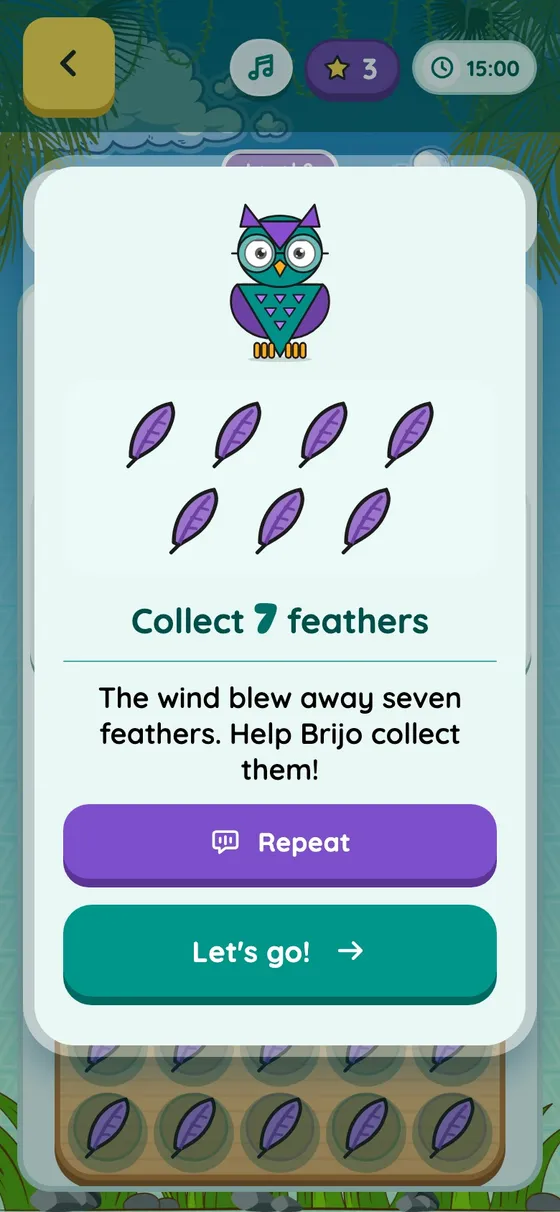 3
15:00
Collect 7 feathers
The wind blew away seven
feathers. Help Brijo collect
them!
Repeat
Let's go!